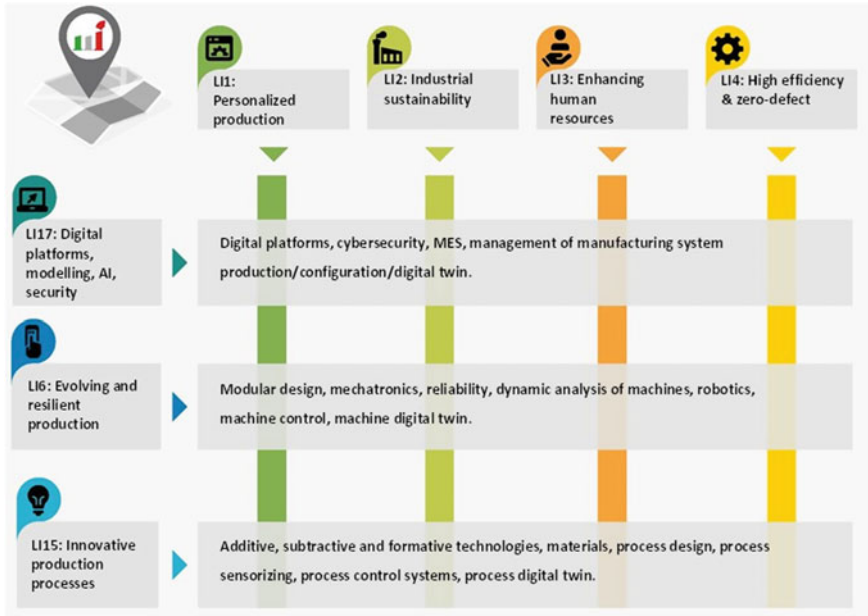 LI1:
Personalized
production
LI2: Industrial
sustainability
LI3: Enhancing
human
resources
LI4: High efficiency
& zero-defect
LI17: Digital
platforms,
modelling, AI,
security
Digital platforms, cybersecurity, MES, management of manufacturing system
production/configuration/digital twin.
LI6: Evolving and
resilient
production
Modular design, mechatronics, reliability, dynamic analysis of machines, robotics,
machine control, machine digital twin.
LI15: Innovative
production
processes
Additive, subtractive and formative technologies, materials, process design, process
sensorizing, process control systems, process digital twin.